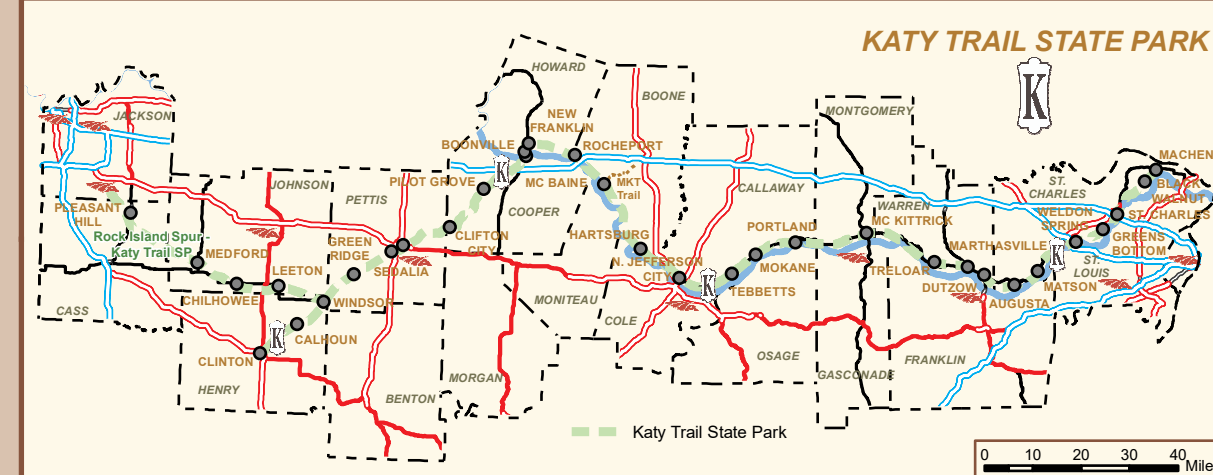 KATY TRAIL STATE PARK
K
HOWARD
BOONE
JACKSON
MONTGOMERY
NEW
FRANKLIN
BOONVILLE
ROCHEPORT
MACHEN
K
PILOT GROVE
MC BAINE
MKT
Trail
JOHNSON
PETTIS
CALLAWAY
ST.
CHARLES
BLACK
WALNUT
PLEASANT
HILL
COOPER
WARREN
MC KITTRICK
WELDON
SPRING
ST. CHARLES
Rock Island Spur -
Katy Trail SP
MEDFORD
GREEN
RIDGE
CLIFTON
CITY
HARTSBURG
PORTLAND
MARTHASVILLE
K
GREENS
BOTTOM
LEETON
SEDALIA
N. JEFFERSON
CITY
K
MOKANE
TRELOAR
ST.
LOUIS
CHILHOWEE
WINDSOR
MONITEAU
TEBBETTS
DUTZOW
MATSON
AUGUSTA
CASS
K
CALHOUN
COLE
CLINTON
OSAGE
FRANKLIN
HENRY
MORGAN
GASCONADE
BENTON
Katy Trail State Park
0 10 20 30 40
Mile